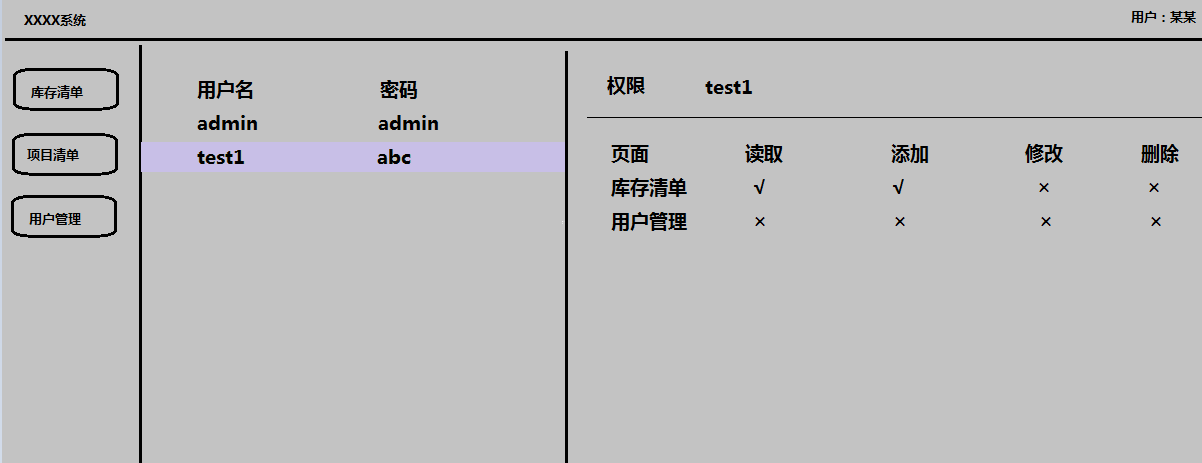 XXXX系统
用户：某某
库存清单
项目清单
用户管理
用户名 密码
admin admin
test1 abc
权限 test1
页面 读取 添加 修改 删除
库存清单 √ √ × ×
用户管理 × × × ×